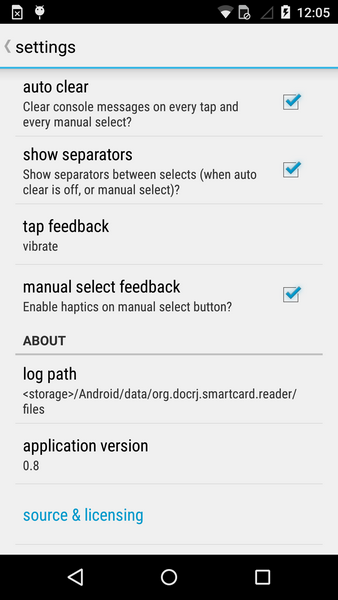 12:05
settings
auto clear
Clear console messages on every tap and
every manual select?
show separators
Show separators between selects (when auto
clear is off, or manual select)?
tap feedback
vibrate
manual select feedback
Enable haptics on manual select button?
ABOUT
log path
<storage>/Android/data/org.docrj.smartcard.reader/
files
application version
0.8
source & licensing